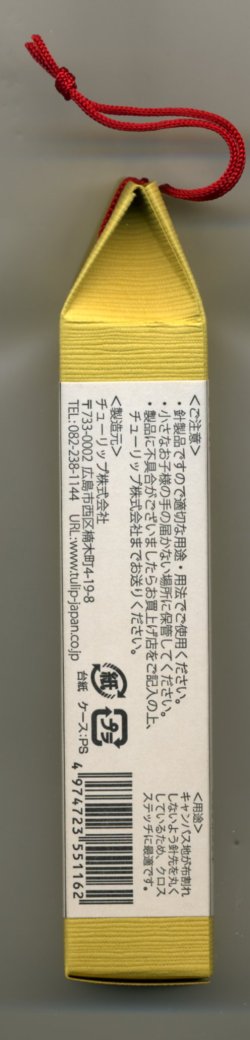 <ご注意>
・針製品ですので適切な用途・用法でご使用ください。
・小さなお子様の手の届かない場所に保管してください。
・製品に不具合がございましたらお買上げ店をご記入の上、
チューリップ株式会社までお送りください。
<製造元>
チューリップ株式会社
〒733-0002 広島市西区楠木町4-19-8
TEL:082-238-1144 URL:www.tulip-japan.co.jp
紙
プラ
台紙 ケース:PS
<用途>
キャンバス地が布割れ
しないよう針先を丸く
しているため、クロス
ステッチに最適です。
4 974723 551162